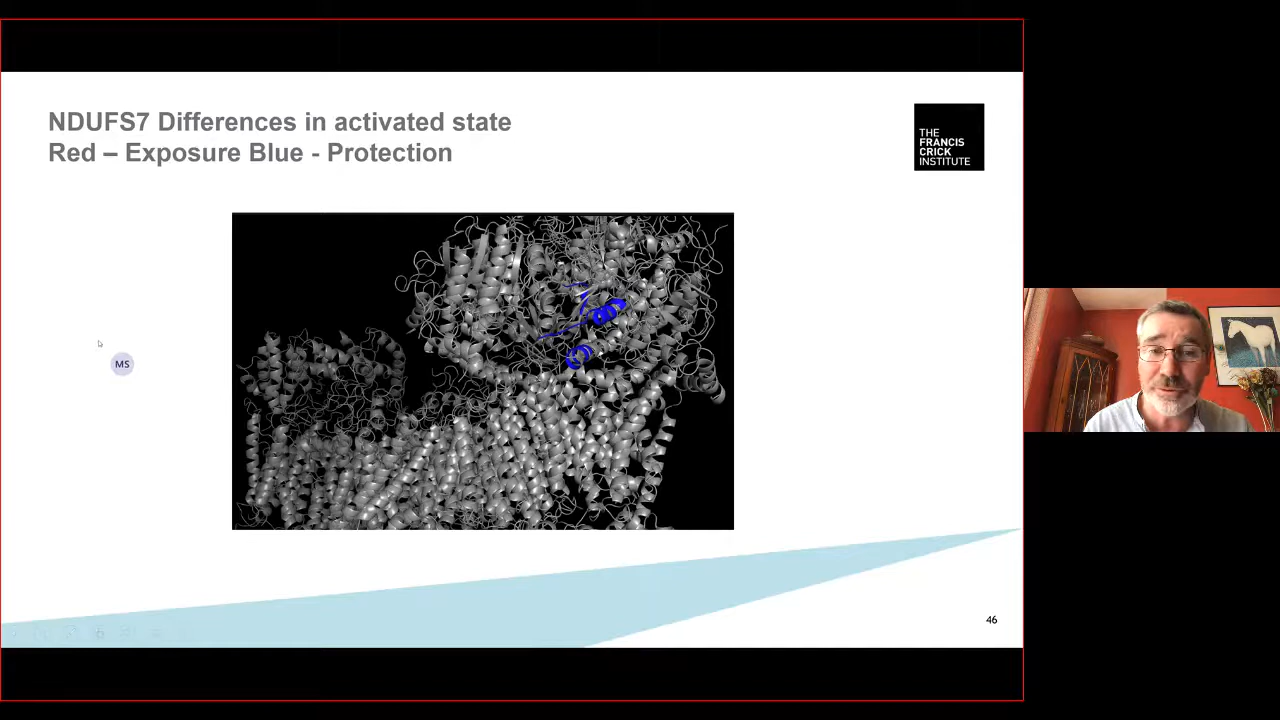 NDUFS7 Differences in activated state
Red – Exposure Blue - Protection
THE
FRANCIS
CRICK
INSTITUTE
MS
46